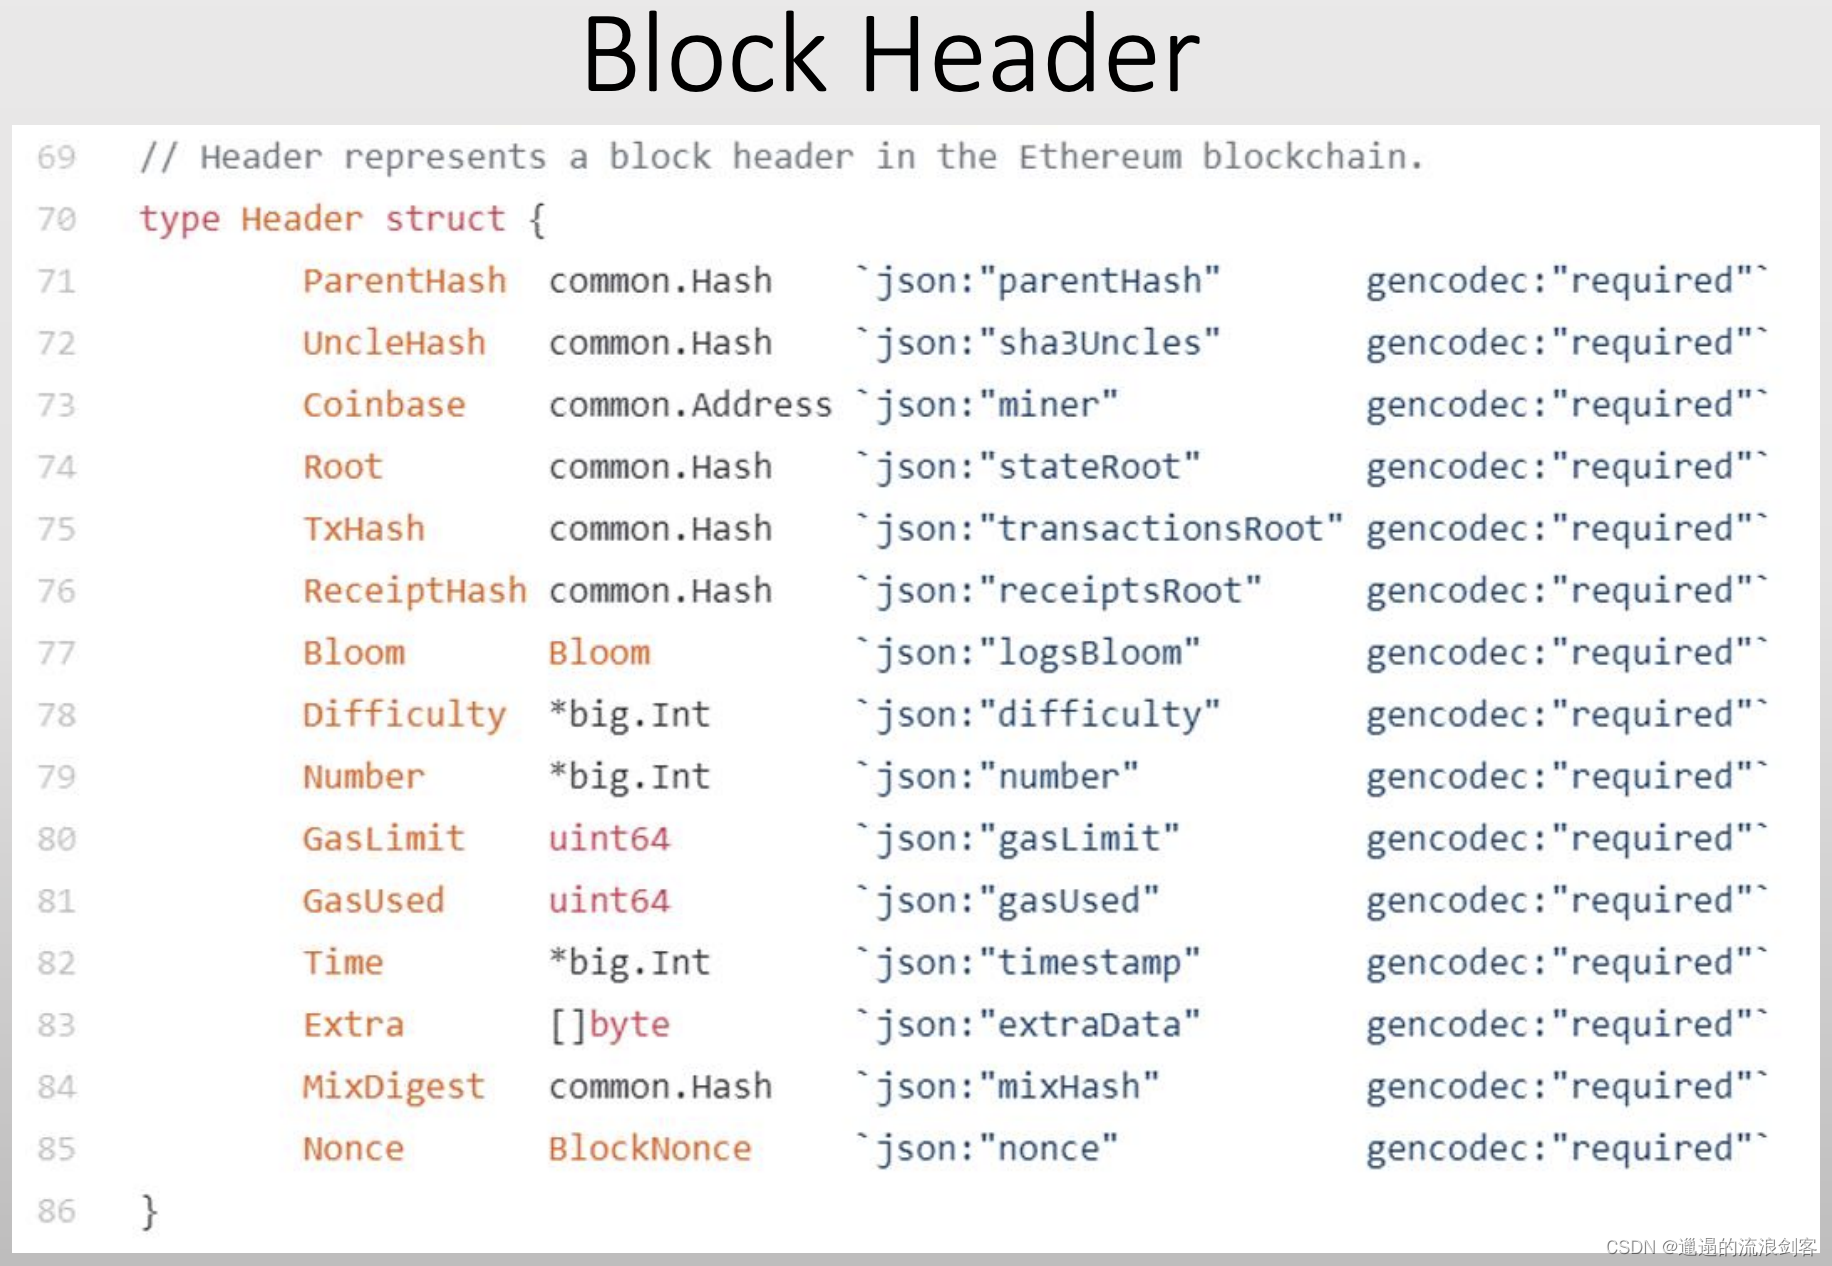 Block Header
69 // Header represents a block header in the Ethereum blockchain.
70 type Header struct {
71 ParentHash common.Hash `json:"parentHash" gencodec:"required"`
72 UncleHash common.Hash `json:"sha3Uncles" gencodec:"required"`
73 Coinbase common.Address `json:"miner" gencodec:"required"`
74 Root common.Hash `json:"stateRoot" gencodec:"required"`
75 TxHash common.Hash `json:"transactionsRoot" gencodec:"required"`
76 ReceiptHash common.Hash `json:"receiptsRoot" gencodec:"required"`
77 Bloom Bloom `json:"logsBloom" gencodec:"required"`
78 Difficulty *big.Int `json:"difficulty" gencodec:"required"`
79 Number *big.Int `json:"number" gencodec:"required"`
80 GasLimit uint64 `json:"gasLimit" gencodec:"required"`
81 GasUsed uint64 `json:"gasUsed" gencodec:"required"`
82 Time *big.Int `json:"timestamp" gencodec:"required"`
83 Extra []byte `json:"extraData" gencodec:"required"`
84 MixDigest common.Hash `json:"mixHash" gencodec:"required"`
85 Nonce BlockNonce `json:"nonce" gencodec:"required"`
86 }
CSDN @邋遢的流浪剑客